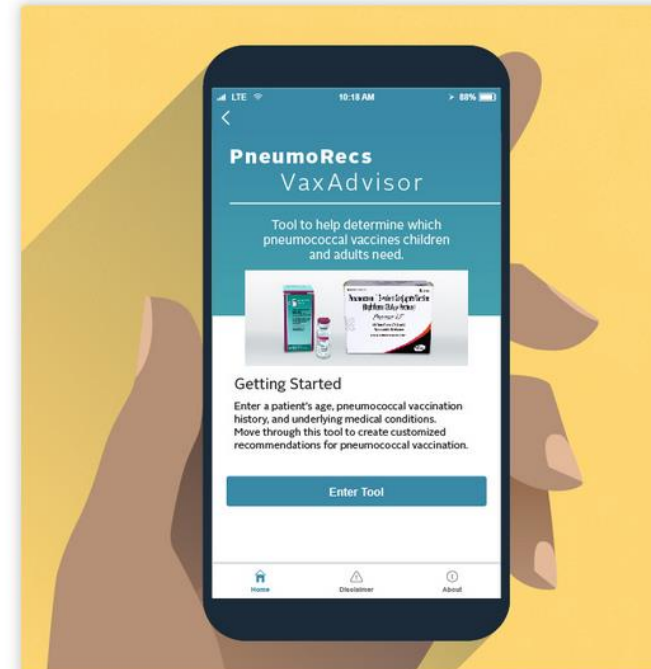 LTE 10:18 AM 88%
PneumoRecs
VaxAdvisor
Tool to help determine which
pneumococcal vaccines children
and adults need.
Getting Started
Enter a patient's age, pneumococcal vaccination
history, and underlying medical conditions.
Move through this tool to create customized
recommendations for pneumococcal vaccination.
Enter Tool
Home Disclaimer About